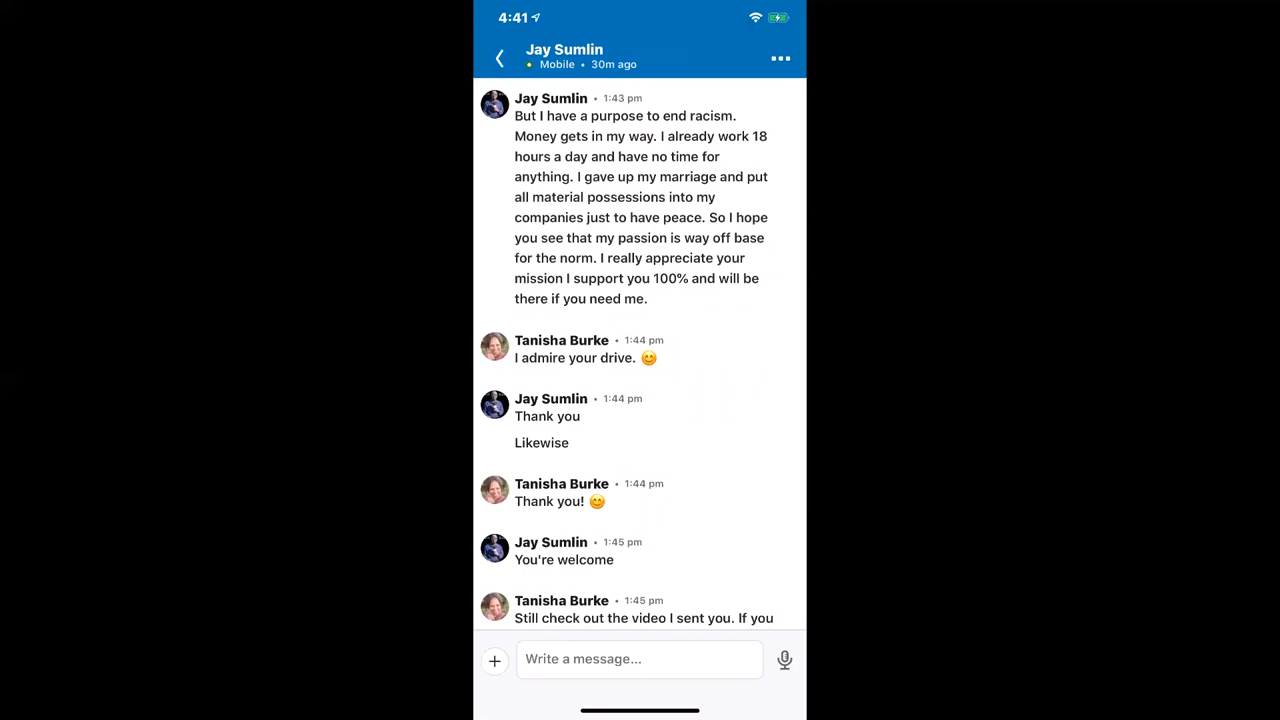 4:41
Jay Sumlin
Mobile • 30m ago
Jay Sumlin • 1:43 pm
But I have a purpose to end racism.
Money gets in my way. I already work 18
hours a day and have no time for
anything. I gave up my marriage and put
all material possessions into my
companies just to have peace. So I hope
you see that my passion is way off base
for the norm. I really appreciate your
mission I support you 100% and will be
there if you need me.
Tanisha Burke • 1:44 pm
I admire your drive. 😊
Jay Sumlin • 1:44 pm
Thank you
Likewise
Tanisha Burke • 1:44 pm
Thank you! 😊
Jay Sumlin • 1:45 pm
You're welcome
Tanisha Burke • 1:45 pm
Still check out the video I sent you. If you
Write a message...